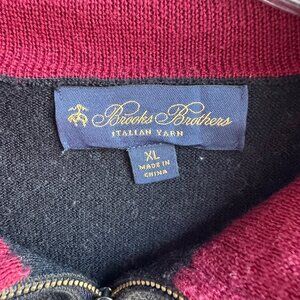 Brooks Brothers
ITALIAN YARN
XL
MADE IN
CHINA